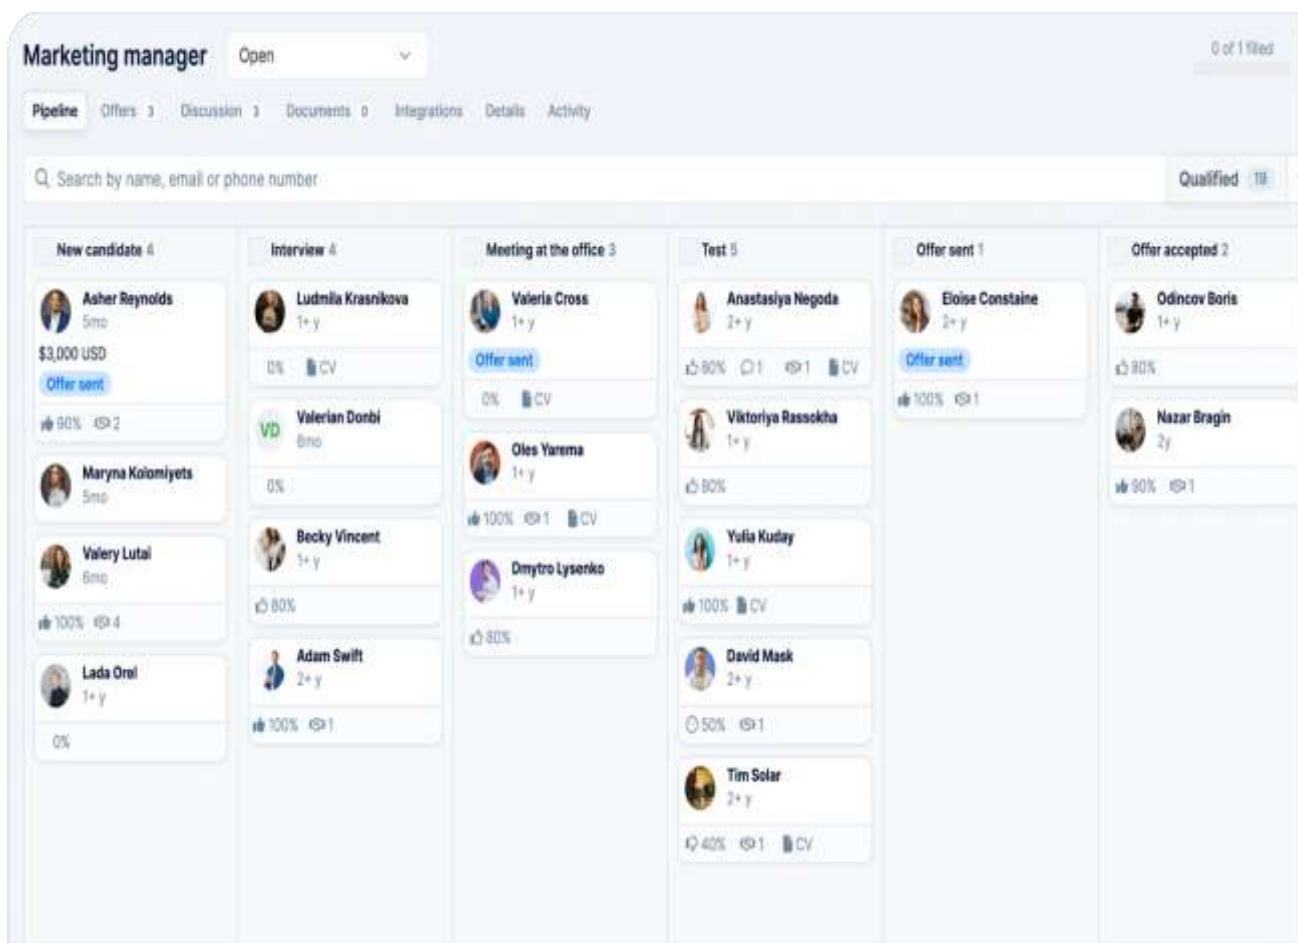 Marketing manager
Open
0 of 1 filled
Pipeline Offers 3 Discussion 3 Documents 0 Integrations Details Activity
Search by name, email or phone number
Qualified 19
New candidate 4
Asher Reynolds
5mo
$3,000 USD
Offer sent
90% 2
Maryna Kolomiyets
5mo
Valery Lutai
6mo
100% 4
Lada Orel
1+ y
0%
Interview 4
Ludmila Krasnikova
1+ y
0% CV
VD
Valerian Donbi
6mo
0%
Becky Vincent
1+ y
80%
Adam Swift
2+ y
100% 1
Meeting at the office 3
Valeria Cross
1+ y
Offer sent
0% CV
Oles Yarema
1+ y
100% 1 CV
Dmytro Lysenko
1+ y
80%
Test 5
Anastasiya Negoda
2+ y
80% 1 1 CV
Viktoriya Rassokha
1+ y
80%
Yulia Kuday
1+ y
100% CV
David Mask
2+ y
50% 1
Tim Solar
2+ y
40% 1 CV
Offer sent 1
Eloise Constaine
2+ y
Offer sent
100% 1
Offer accepted 2
Odincov Boris
1+ y
80%
Nazar Bragin
2y
90% 1